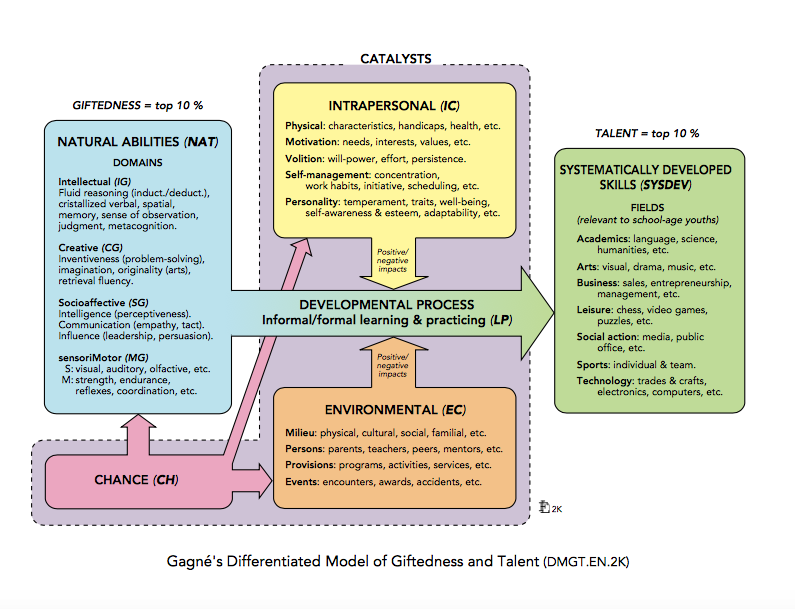 CATALYSTS
GIFTEDNESS = top 10 %
NATURAL ABILITIES (NAT)
DOMAINS
Intellectual (IG)
Fluid reasoning (induct./deduct.),
cristallized verbal, spatial,
memory, sense of observation,
judgment, metacognition.
Creative (CG)
Inventiveness (problem-solving),
imagination, originality (arts),
retrieval fluency.
Socioaffective (SG)
Intelligence (perceptiveness).
Communication (empathy, tact).
Influence (leadership, persuasion).
sensoriMotor (MG)
S: visual, auditory, olfactive, etc.
M: strength, endurance,
reflexes, coordination, etc.
INTRAPERSONAL (IC)
Physical: characteristics, handicaps, health, etc.
Motivation: needs, interests, values, etc.
Volition: will-power, effort, persistence.
Self-management: concentration,
work habits, initiative, scheduling, etc.
Personality: temperament, traits, well-being,
self-awareness & esteem, adaptability, etc.
Positive/
negative
impacts
DEVELOPMENTAL PROCESS
Informal/formal learning & practicing (LP)
Positive/
negative
impacts
ENVIRONMENTAL (EC)
Milieu: physical, cultural, social, familial, etc.
Persons: parents, teachers, peers, mentors, etc.
Provisions: programs, activities, services, etc.
Events: encounters, awards, accidents, etc.
CHANCE (CH)
TALENT = top 10 %
SYSTEMATICALLY DEVELOPED
SKILLS (SYSDEV)
FIELDS
(relevant to school-age youths)
Academics: language, science,
humanities, etc.
Arts: visual, drama, music, etc.
Business: sales, entrepreneurship,
management, etc.
Leisure: chess, video games,
puzzles, etc.
Social action: media, public
office, etc.
Sports: individual & team.
Technology: trades & crafts,
electronics, computers, etc.
2K
Gagné's Differentiated Model of Giftedness and Talent (DMGT.EN.2K)